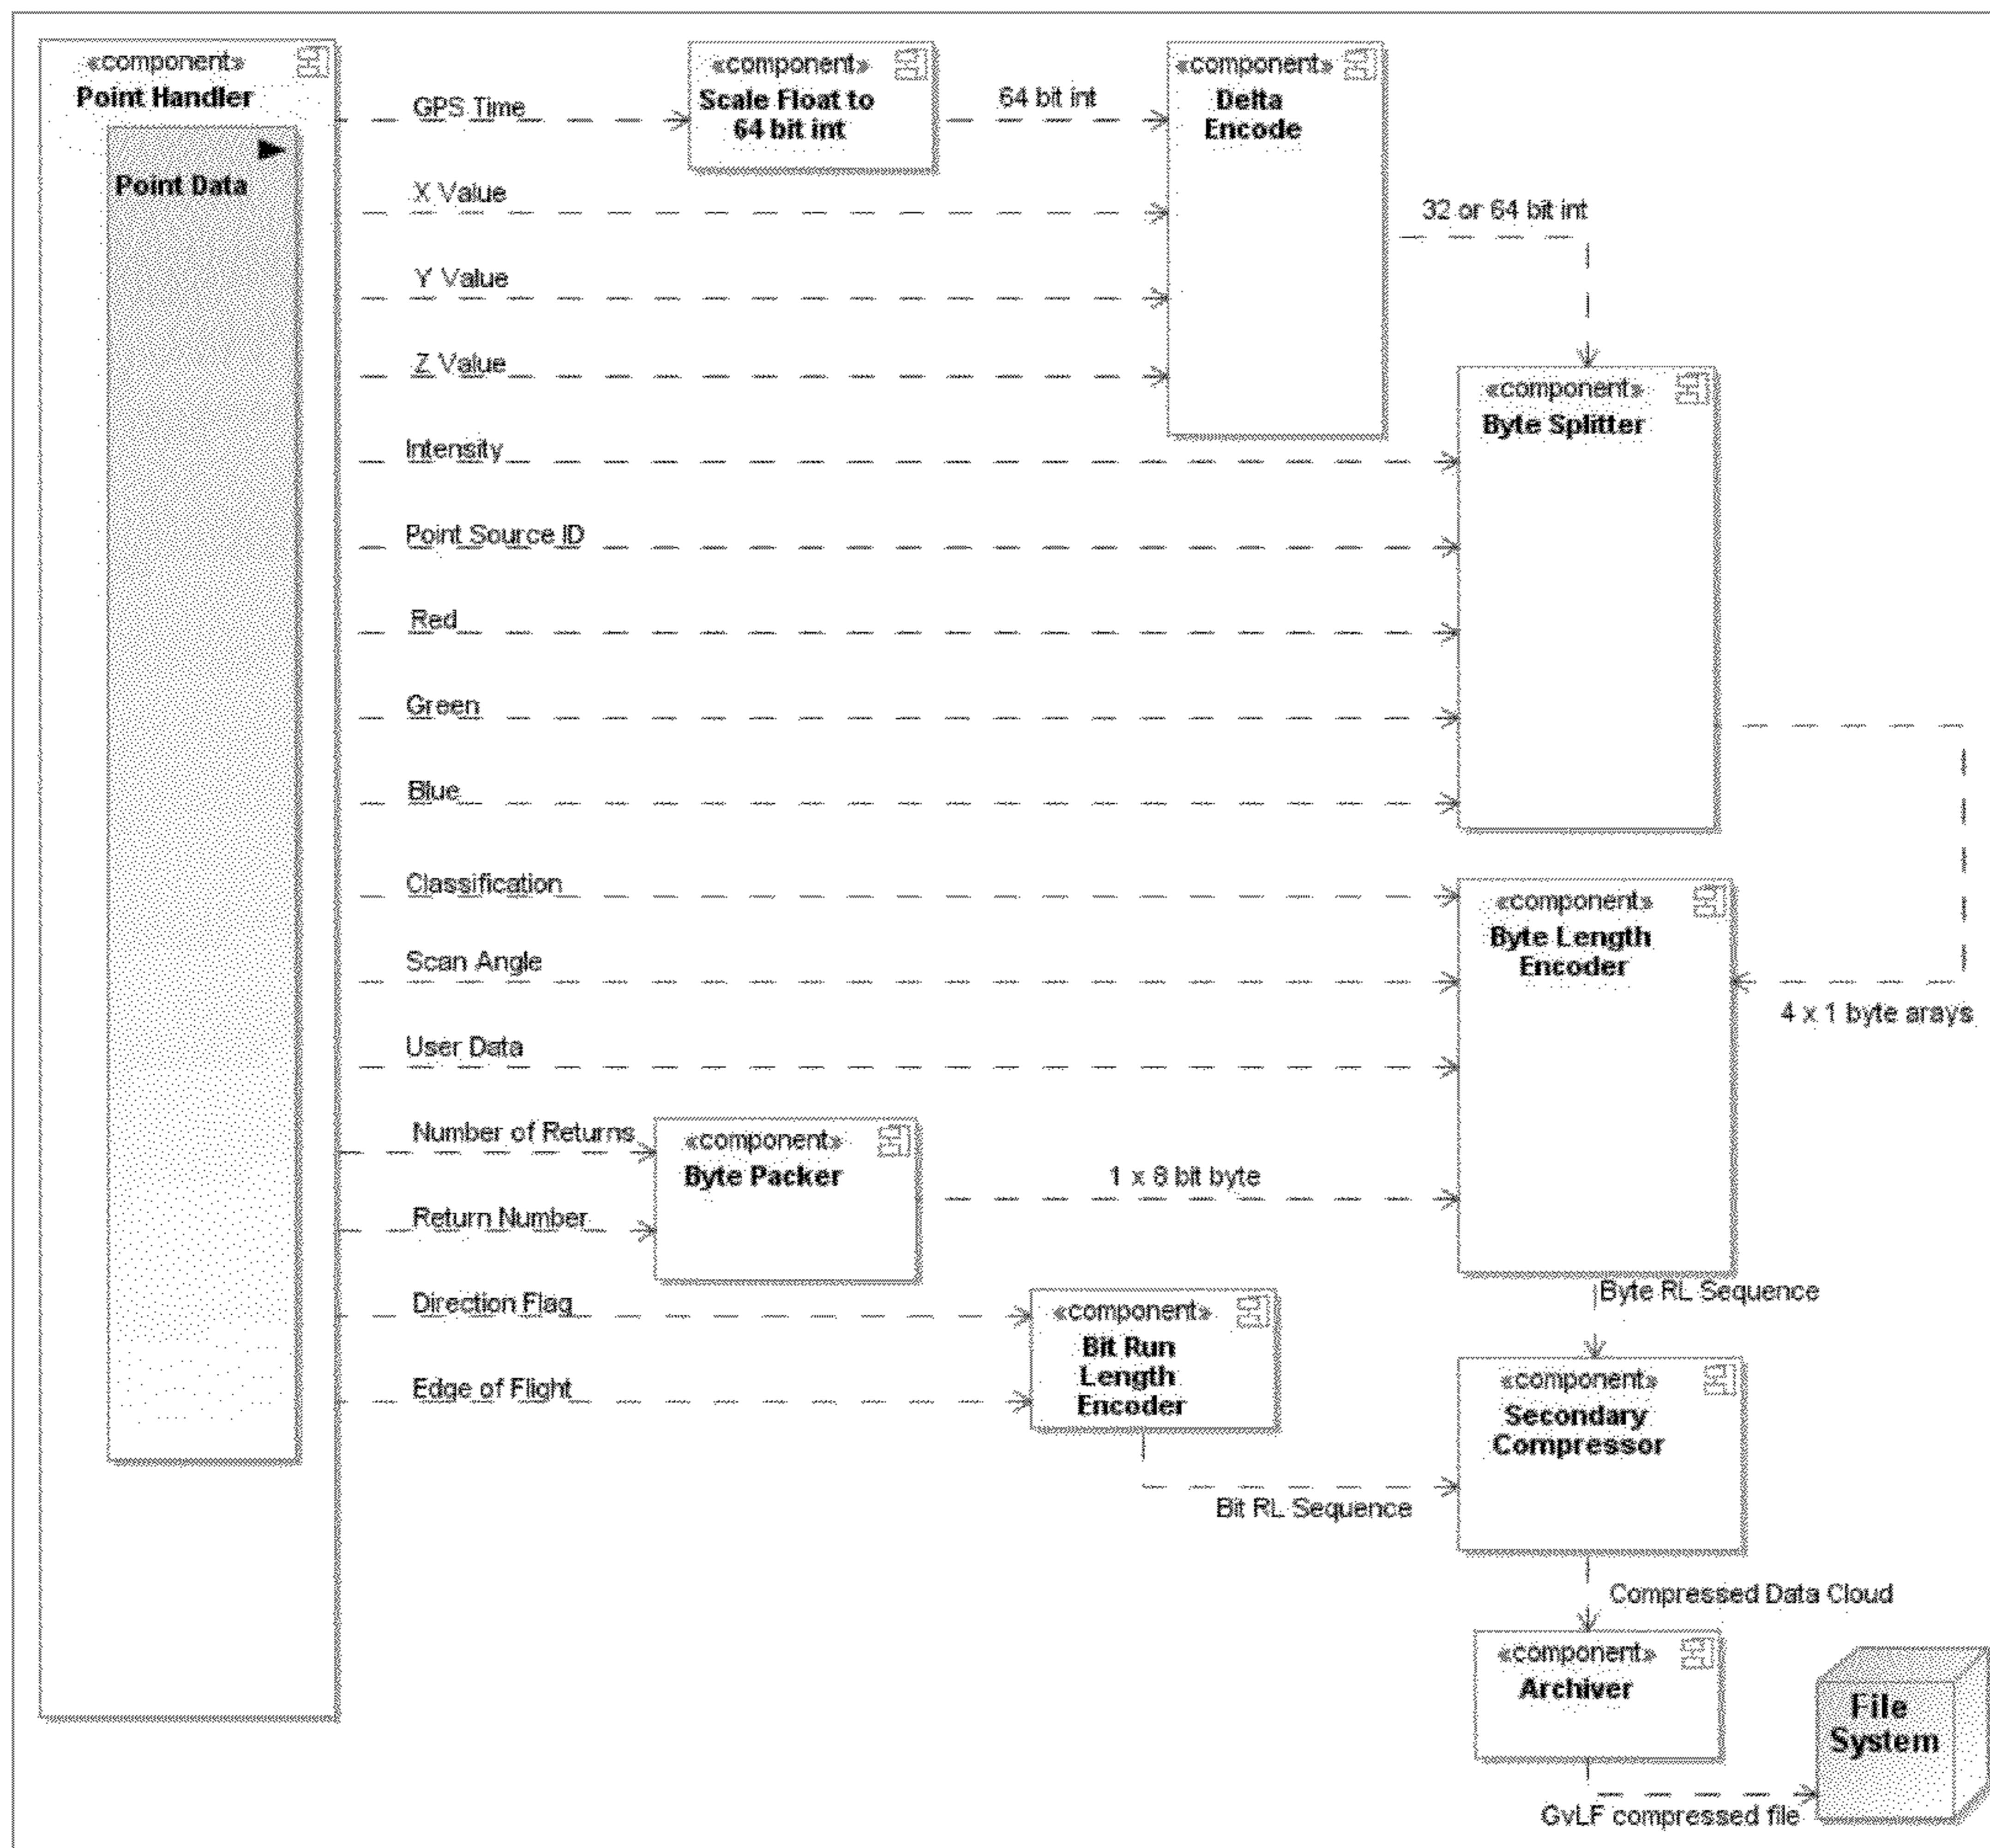 «component»
Point Handler
Point Data
GPS Time
«component»
Scale Float to
64 bit int
64 bit int
«component»
Delta
Encode
X Value
32 or 64 bit int
Y Value
Z Value
«component»
Byte Splitter
Intensity
Point Source ID
Red
Green
Blue
Classification
«component»
Byte Length
Encoder
Scan Angle
4 x 1 byte arays
User Data
Number of Returns
«component»
Byte Packer
1 x 8 bit byte
Return Number
Direction Flag
«component»
Bit Run
Length
Encoder
Byte RL Sequence
Edge of Flight
«component»
Secondary
Compressor
Bit RL Sequence
Compressed Data Cloud
«component»
Archiver
File
System
GvLF compressed file